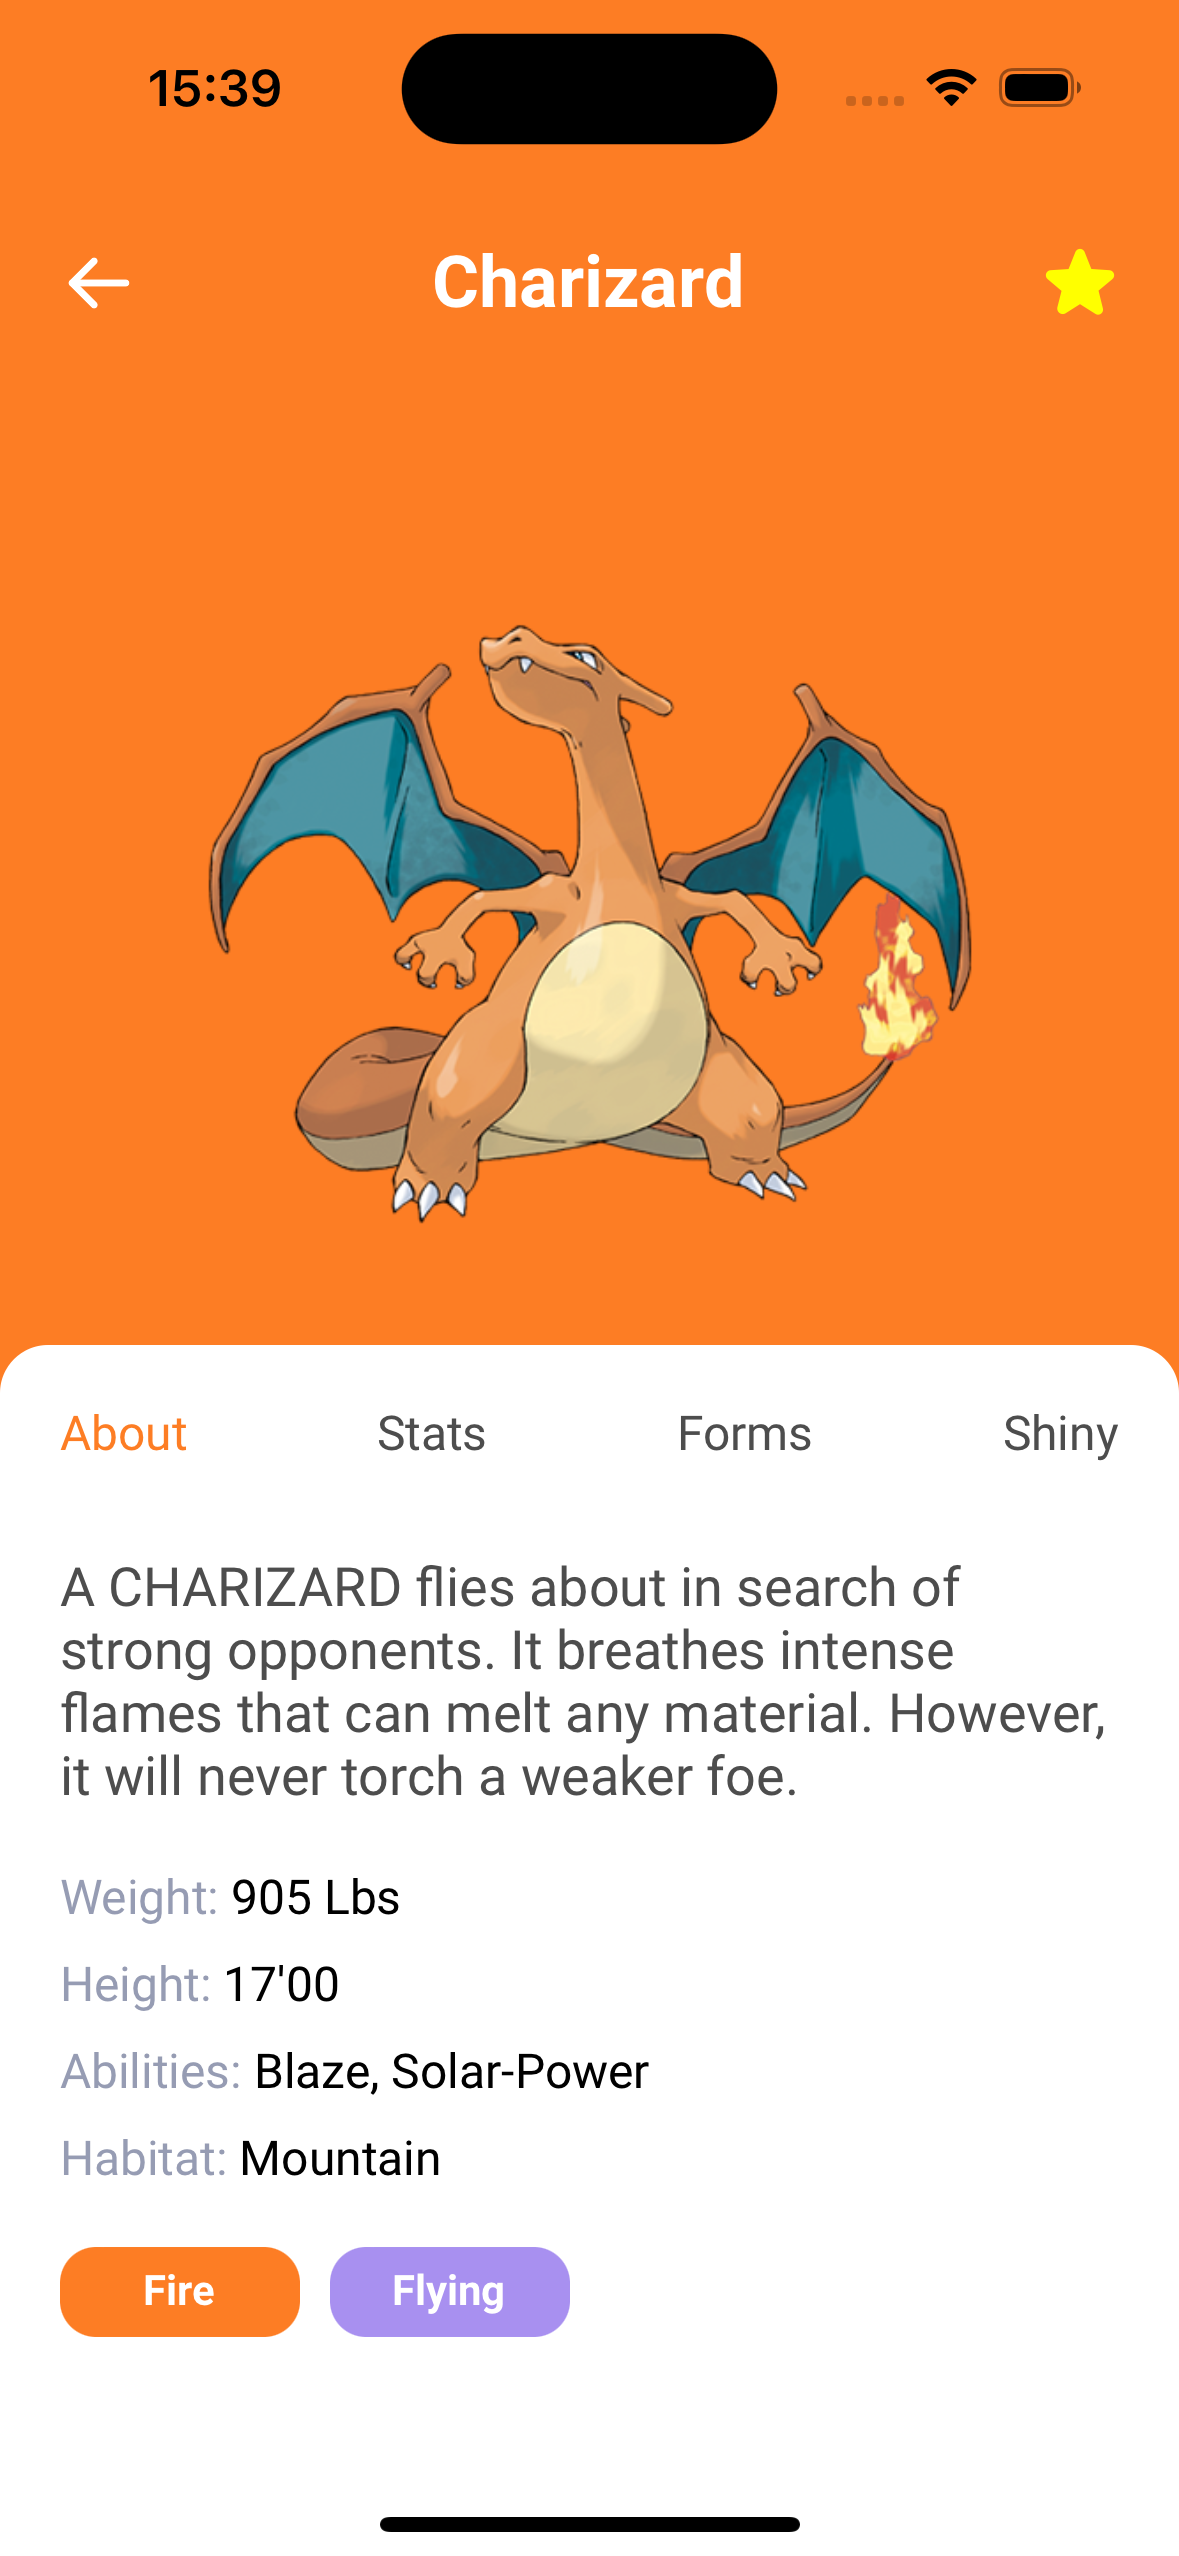 15:39
Charizard
About Stats Forms Shiny
A CHARIZARD flies about in search of
strong opponents. It breathes intense
flames that can melt any material. However,
it will never torch a weaker foe.
Weight: 905 Lbs
Height: 17'00
Abilities: Blaze, Solar-Power
Habitat: Mountain
Fire Flying